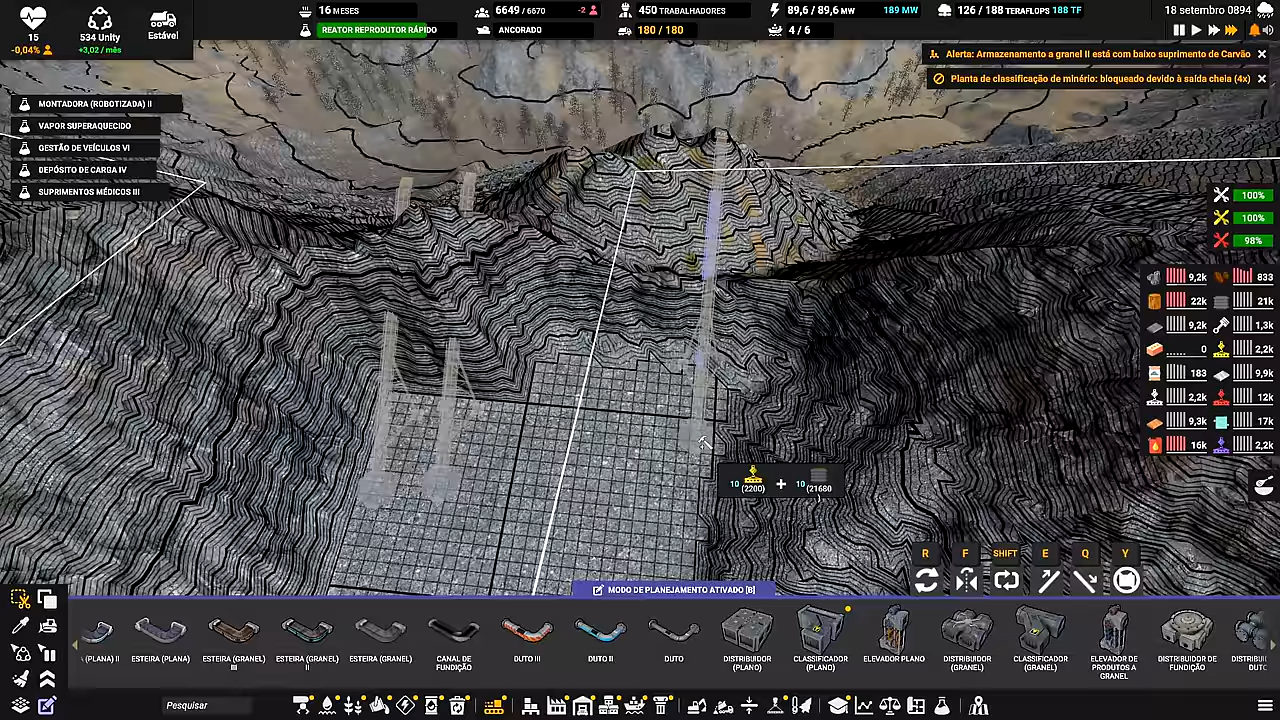 15
-0,04%
534 Unity
+3,02 / mês
Estável
16 MESES
REATOR REPRODUTOR RÁPIDO
6649 / 6670
-2
ANCORADO
450 TRABALHADORES
180 / 180
89,6 / 89,6 MW
189 MW
4 / 6
126 / 188 TERAFLOPS
188 TF
18 setembro 0894
Alerta: Armazenamento a granel II está com baixo suprimento de Carvão
Planta de classificação de minério: bloqueado devido à saída cheia (4x)
MONTADORA (ROBOTIZADA) II
VAPOR SUPERAQUECIDO
GESTÃO DE VEÍCULOS VI
DEPÓSITO DE CARGA IV
SUPRIMENTOS MÉDICOS III
100%
100%
98%
9,2k 833
22k 21k
9,2k 1,3k
0 2,2k
183 9,9k
2,2k 12k
9,3k 17k
16k 2,2k
10 (2200) + 10 (21680
R F SHIFT E Q Y
MODO DE PLANEJAMENTO ATIVADO [B]
(PLANO) II
ESTEIRA (PLANA)
ESTEIRA (GRANEL) III
ESTEIRA (GRANEL) II
ESTEIRA (GRANEL)
CANAL DE FUNDIÇÃO
DUTO III
DUTO II
DUTO
DISTRIBUIDOR (PLANO)
CLASSIFICADOR (PLANO)
ELEVADOR PLANO
DISTRIBUIDOR (GRANEL)
CLASSIFICADOR (GRANEL)
ELEVADOR DE PRODUTOS A GRANEL
DISTRIBUIDOR DE FUNDIÇÃO
Pesquisar